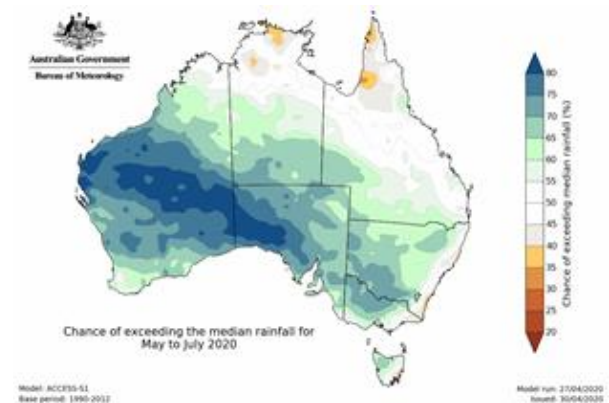 Australian Government
Bureau of Meteorology
80
75
70
65
60
55
50
45
40
35
30
25
20
Chance of exceeding median rainfall (%)
Chance of exceeding the median rainfall for
May to July 2020
Model: ACCESS-S1
Base period: 1990-2012
Model run: 27/04/2020
Issued: 30/04/2020